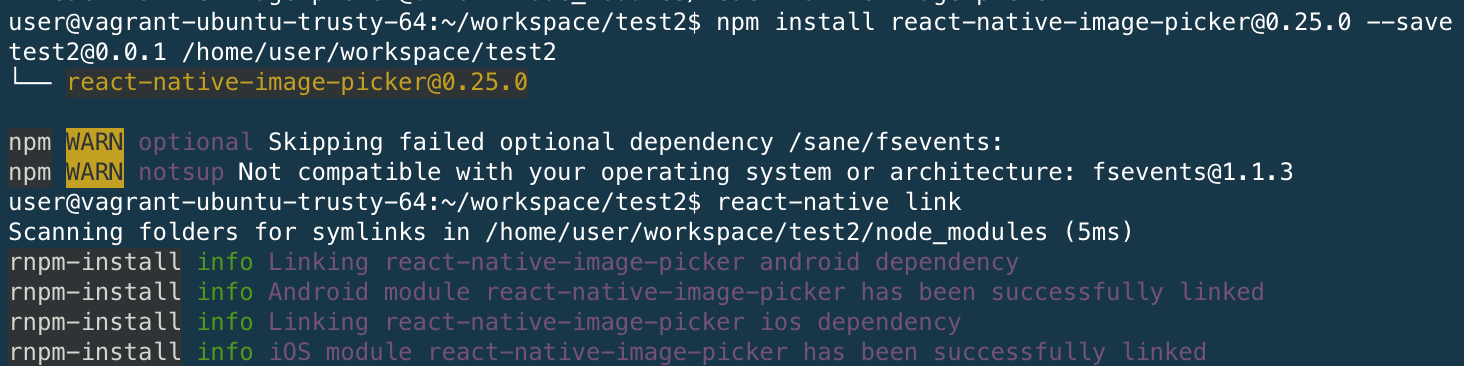 user@vagrant-ubuntu-trusty-64:~/workspace/test2$ npm install react-native-image-picker@0.25.0 --save
test2@0.0.1 /home/user/workspace/test2
└── react-native-image-picker@0.25.0
npm WARN optional Skipping failed optional dependency /sane/fsevents:
npm WARN notsup Not compatible with your operating system or architecture: fsevents@1.1.3
user@vagrant-ubuntu-trusty-64:~/workspace/test2$ react-native link
Scanning folders for symlinks in /home/user/workspace/test2/node_modules (5ms)
rnpm-install info Linking react-native-image-picker android dependency
rnpm-install info Android module react-native-image-picker has been successfully linked
rnpm-install info Linking react-native-image-picker ios dependency
rnpm-install info iOS module react-native-image-picker has been successfully linked